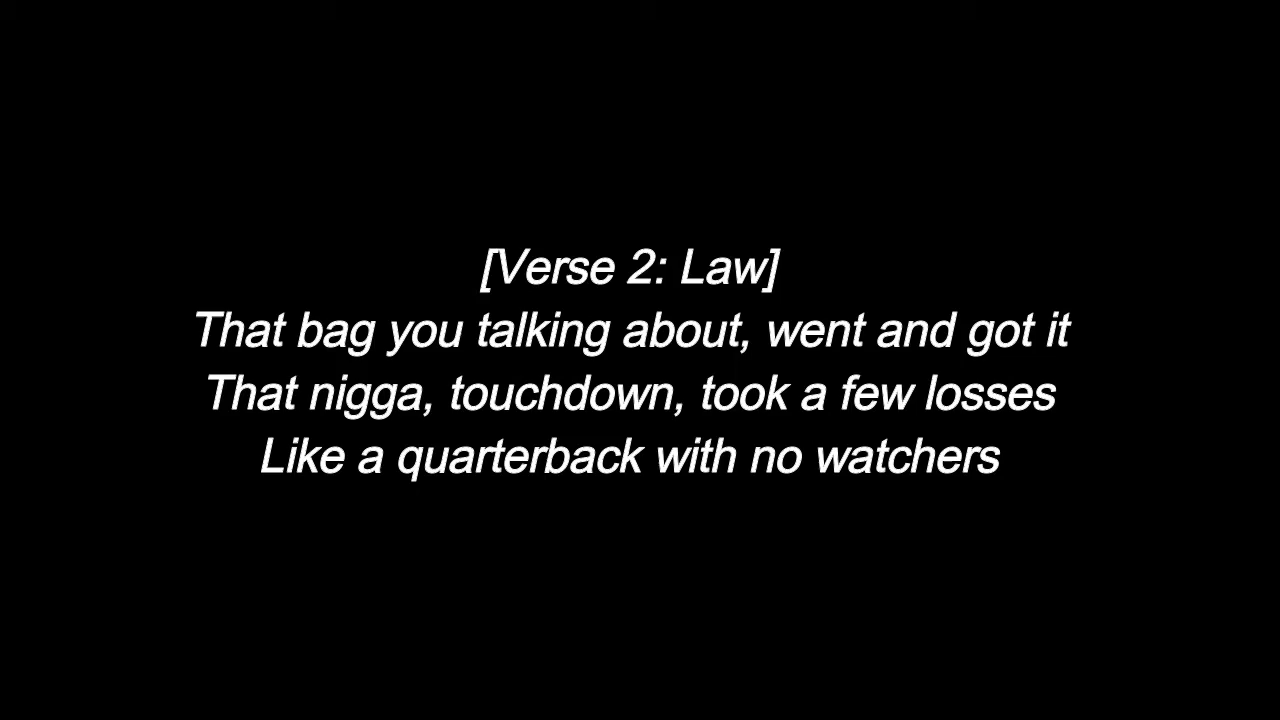 [Verse 2: Law]
That bag you talking about, went and got it
That nigga, touchdown, took a few losses
Like a quarterback with no watchers